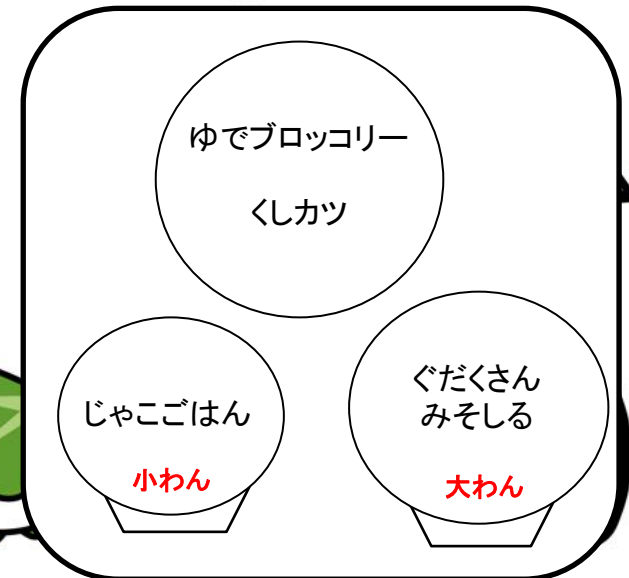 ゆでブロッコリー
くしカツ
じゃこごはん
小わん
ぐだくさん
みそしる
大わん